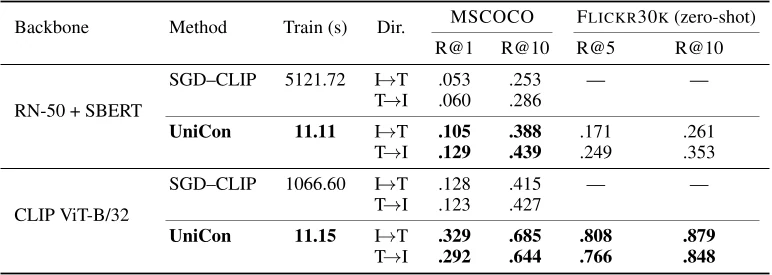 Backbone Method Train (s) Dir. MSCOCO FLICKR30K (zero-shot)
R@1 R@10 R@5 R@10
RN-50 + SBERT SGD–CLIP 5121.72 I↦T .053 .253 — —
T→I .060 .286
UniCon 11.11 I↦T .105 .388 .171 .261
T→I .129 .439 .249 .353
CLIP ViT-B/32 SGD–CLIP 1066.60 I↦T .128 .415 — —
T→I .123 .427
UniCon 11.15 I↦T .329 .685 .808 .879
T→I .292 .644 .766 .848